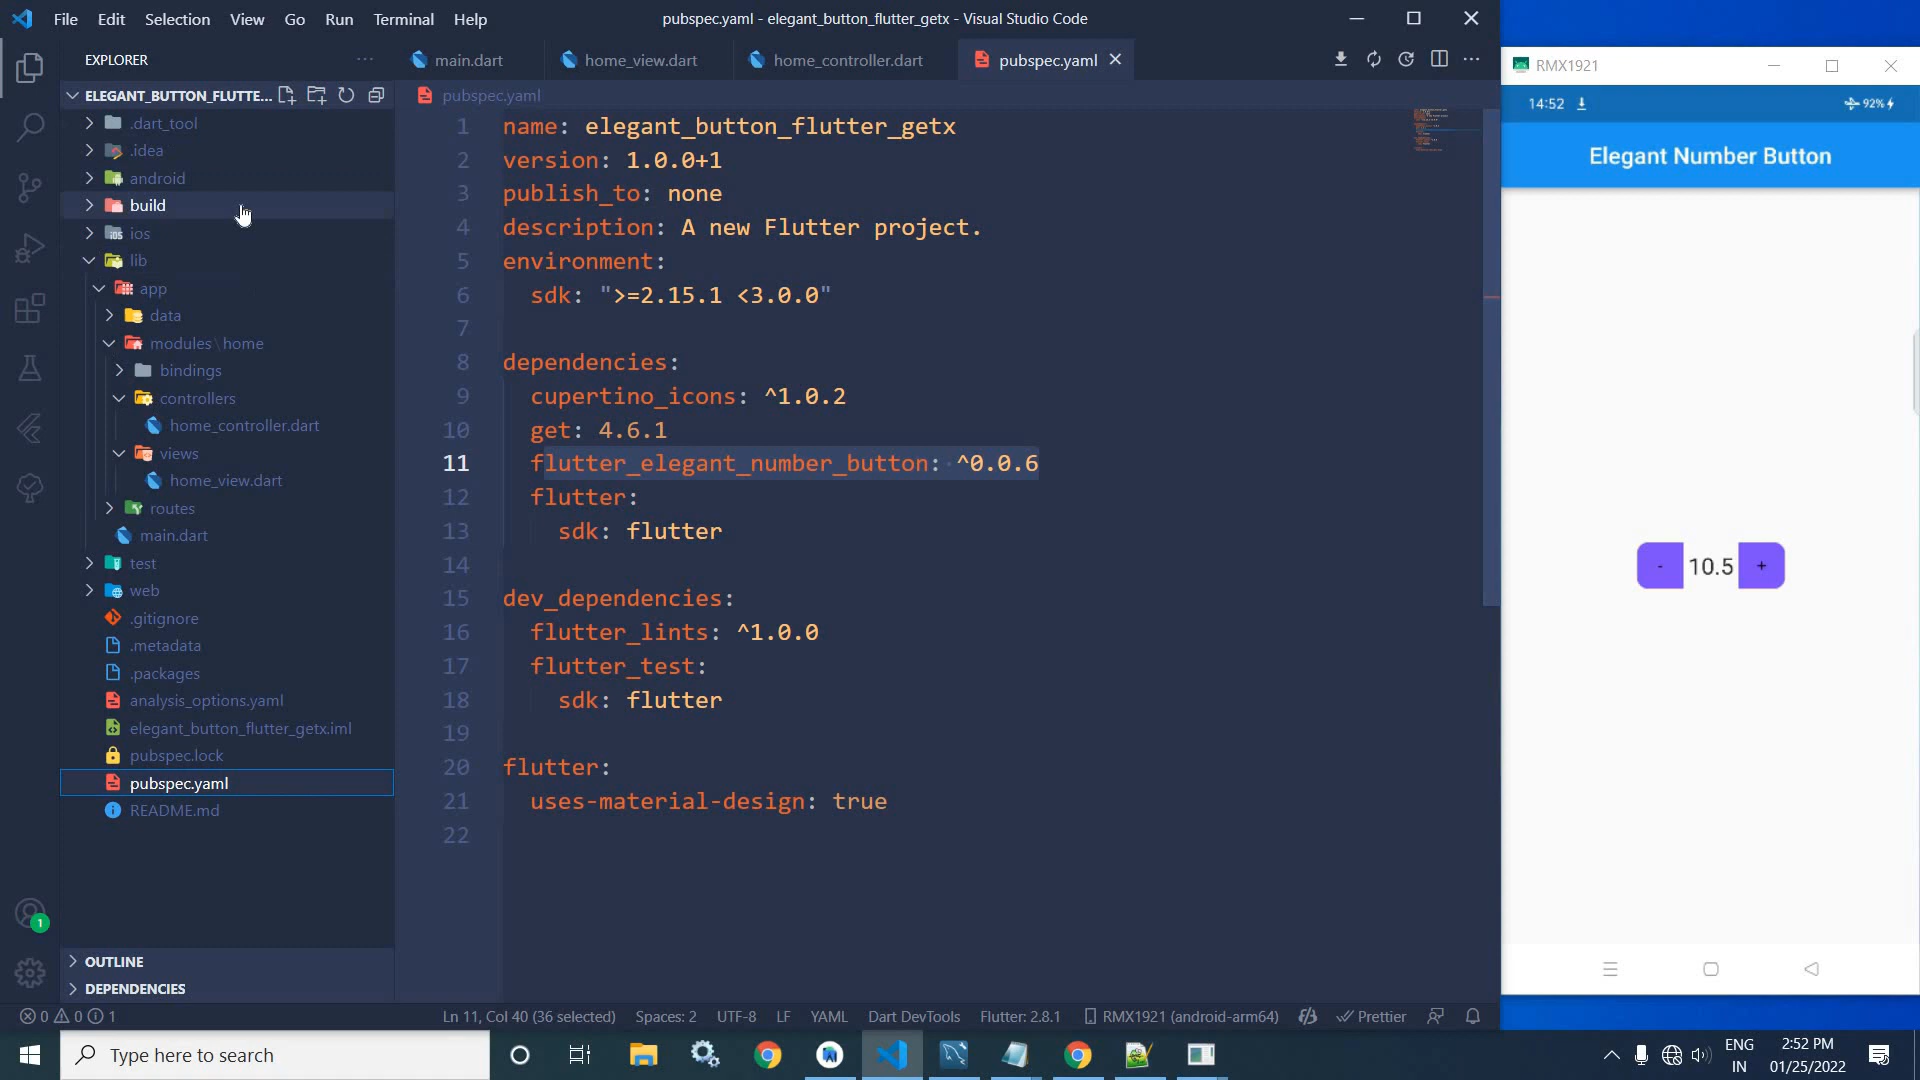 File Edit Selection View Go Run Terminal Help
pubspec.yaml - elegant_button_flutter_getx - Visual Studio Code
EXPLORER
main.dart
home_view.dart
home_controller.dart
pubspec.yaml
ELEGANT_BUTTON_FLUTTE...
.dart_tool
.idea
android
build
ios
lib
app
data
modules \ home
bindings
controllers
home_controller.dart
views
home_view.dart
routes
main.dart
test
web
.gitignore
.metadata
.packages
analysis_options.yaml
elegant_button_flutter_getx.iml
pubspec.lock
pubspec.yaml
README.md
OUTLINE
DEPENDENCIES
1
pubspec.yaml
1 name: elegant_button_flutter_getx
2 version: 1.0.0+1
3 publish_to: none
4 description: A new Flutter project.
5 environment:
6 sdk: ">=2.15.1 <3.0.0"
7
8 dependencies:
9 cupertino_icons: ^1.0.2
10 get: 4.6.1
11 flutter_elegant_number_button: ^0.0.6
12 flutter:
13 sdk: flutter
14
15 dev_dependencies:
16 flutter_lints: ^1.0.0
17 flutter_test:
18 sdk: flutter
19
20 flutter:
21 uses-material-design: true
22
RMX1921
14:52 92%
Elegant Number Button
- 10.5 +
0 0 1 Ln 11, Col 40 (36 selected) Spaces: 2 UTF-8 LF YAML Dart DevTools Flutter: 2.8.1 RMX1921 (android-arm64) Prettier
Type here to search
ENG
IN
2:52 PM
01/25/2022